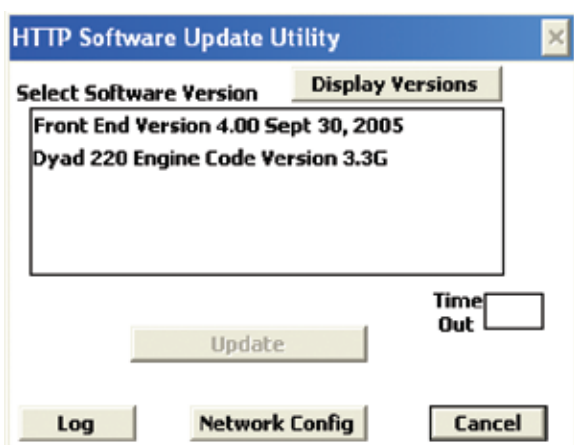 HTTP Software Update Utility
Select Software Version
Display Versions
Front End Version 4.00 Sept 30, 2005
Dyad 220 Engine Code Version 3.3G
Time
Out
Update
Log
Network Config
Cancel